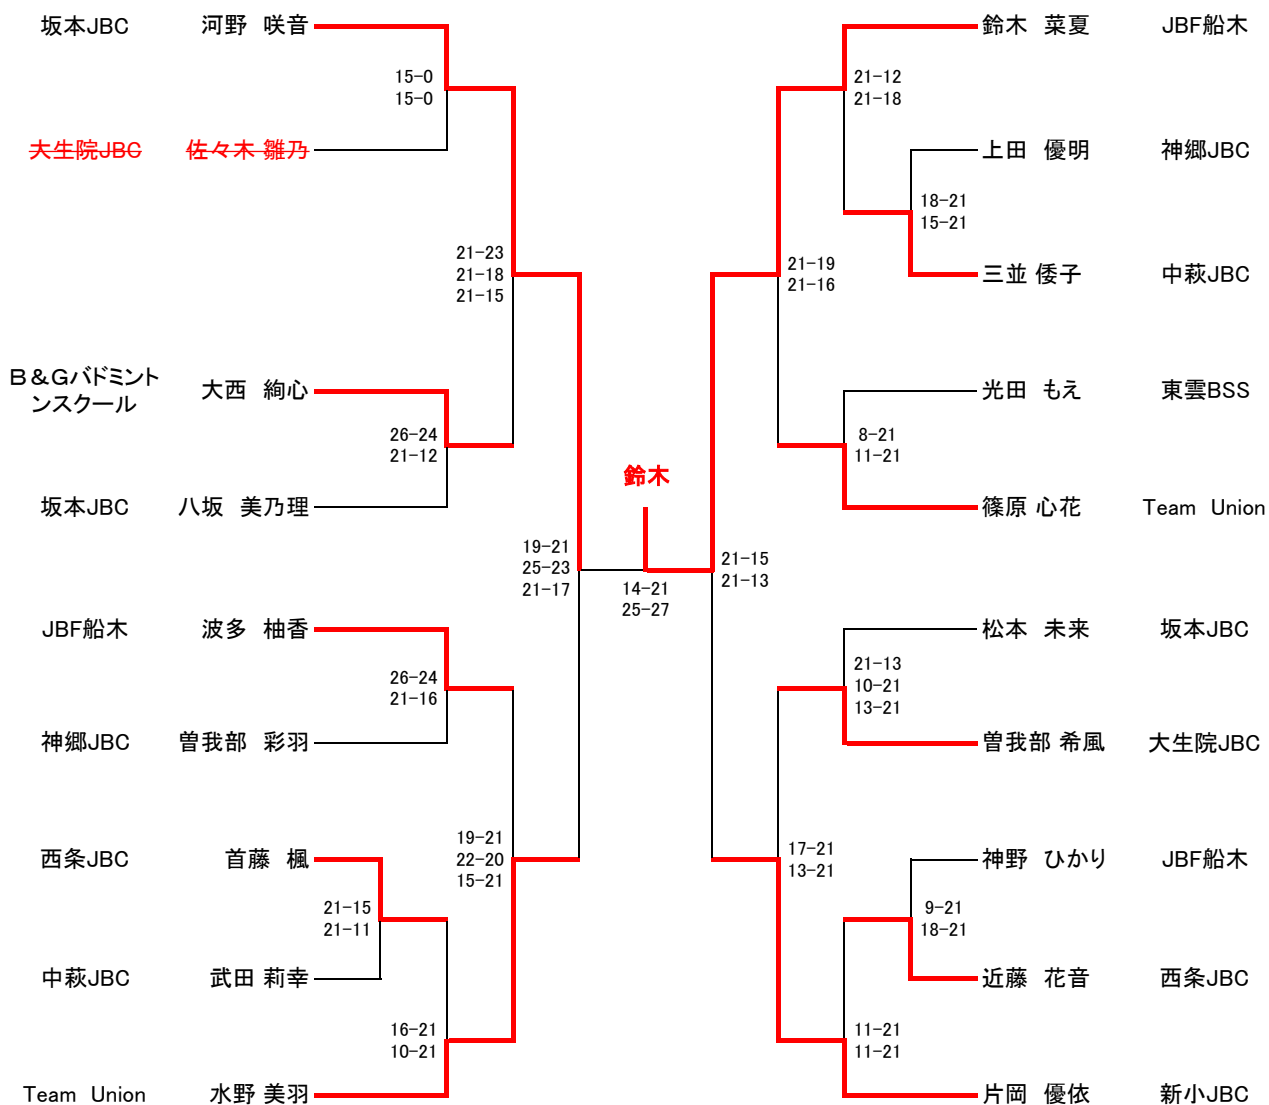 坂本JBC 河野 咲音
15-0
15-0
大生院JBC 佐々木 雛乃
21-23
21-18
21-15
B&Gバドミント
ンスクール
大西 絢心
26-24
21-12
坂本JBC 八坂 美乃理
19-21
25-23
21-17
JBF船木 波多 柚香
26-24
21-16
神郷JBC 曽我部 彩羽
19-21
22-20
15-21
西条JBC 首藤 楓
21-15
21-11
中萩JBC 武田 莉幸
16-21
10-21
Team Union 水野 美羽
鈴木
14-21
25-27
鈴木 菜夏 JBF船木
21-12
21-18
上田 優明 神郷JBC
18-21
15-21
三並 倭子 中萩JBC
21-19
21-16
光田 もえ 東雲BSS
8-21
11-21
篠原 心花 Team Union
21-15
21-13
松本 未来 坂本JBC
21-13
10-21
13-21
曽我部 希風 大生院JBC
17-21
13-21
神野 ひかり JBF船木
9-21
18-21
近藤 花音 西条JBC
11-21
11-21
片岡 優依 新小JBC